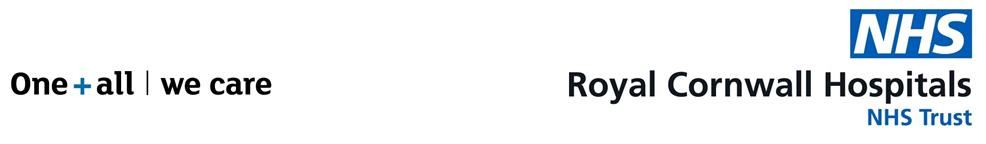 One + all | we care
NHS
Royal Cornwall Hospitals
NHS Trust